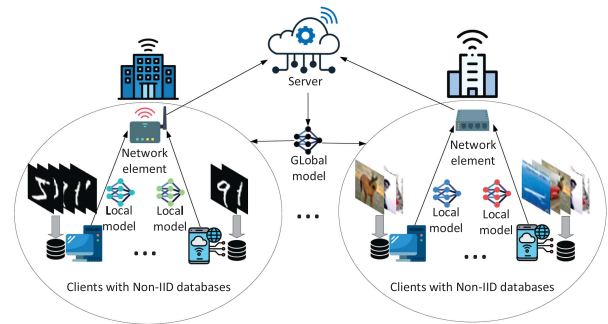 Server
Network
element
GLobal
model
Network
element
Local
model
Local
model
Local
model
Local
model
...
...
...
Clients with Non-IID databases
Clients with Non-IID databases